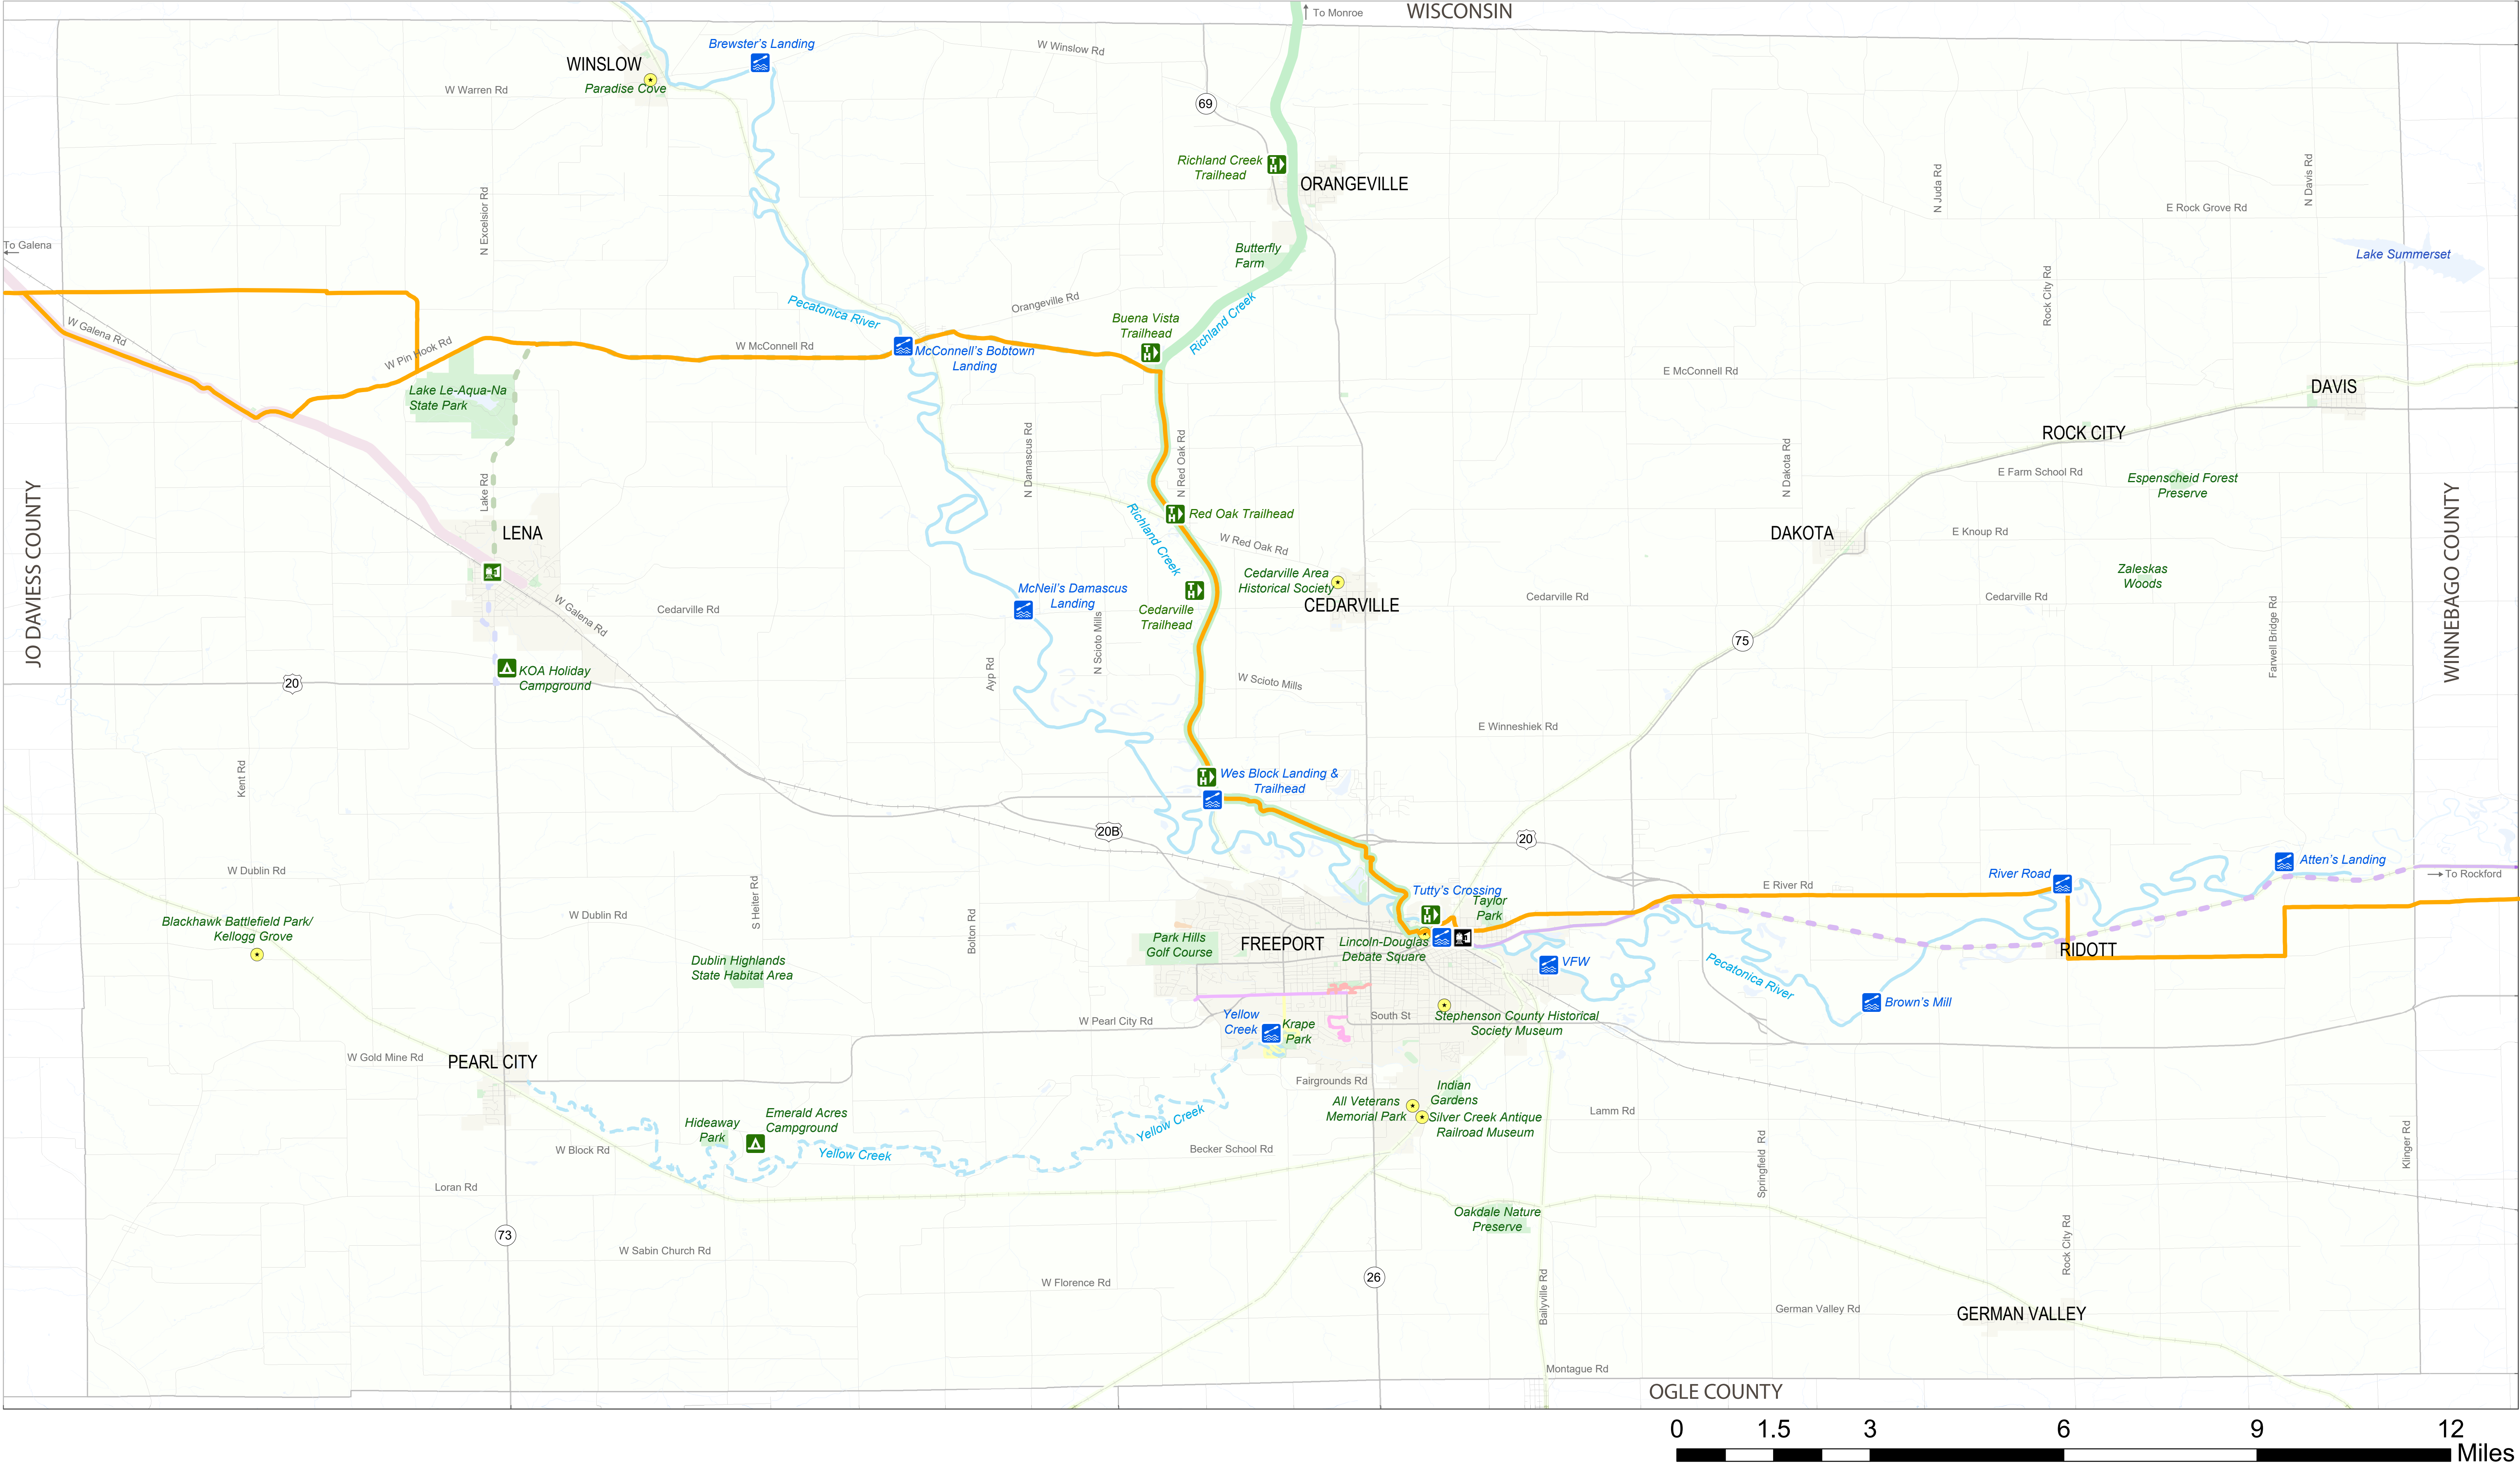 WISCONSIN
To Monroe
Brewster's Landing
WINSLOW
Paradise Cove
W Winslow Rd
W Warren Rd
69
Richland Creek
Trailhead
ORANGEVILLE
N Juda Rd
N Davis Rd
E Rock Grove Rd
N Excelsior Rd
To Galena
Butterfly
Farm
Lake Summerset
Rock City Rd
Pecatonica River
Orangeville Rd
Buena Vista
Trailhead
Richland Creek
W Galena Rd
W Pin Hook Rd
W McConnell Rd
McConnell's Bobtown
Landing
E McConnell Rd
DAVIS
Lake Le-Aqua-Na
State Park
ROCK CITY
N Damascus Rd
N Red Oak Rd
N Dakota Rd
E Farm School Rd
Espenscheid Forest
Preserve
JO DAVIESS COUNTY
WINNEBAGO COUNTY
Lake Rd
LENA
Red Oak Trailhead
Richland Creek
W Red Oak Rd
DAKOTA
E Knoup Rd
Cedarville Area
Historical Society
CEDARVILLE
Zaleskas
Woods
McNeil's Damascus
Landing
Cedarville
Trailhead
W Galena Rd
Cedarville Rd
Cedarville Rd
Cedarville Rd
Farwell Bridge Rd
75
N Scioto Mills
Ayp Rd
W Scioto Mills
KOA Holiday
Campground
20
E Winneshiek Rd
Kent Rd
Wes Block Landing &
Trailhead
20B
20
W Dublin Rd
S Heiter Rd
Tutty's Crossing
Taylor
Park
E River Rd
River Road
Atten's Landing
To Rockford
Blackhawk Battlefield Park/
Kellogg Grove
W Dublin Rd
Bolton Rd
Park Hills
Golf Course
FREEPORT
Lincoln-Douglas
Debate Square
RIDOTT
Dublin Highlands
State Habitat Area
VFW
Pecatonica River
Brown's Mill
W Pearl City Rd
Yellow
Creek
Krape
Park
South St
Stephenson County Historical
Society Museum
W Gold Mine Rd
PEARL CITY
Fairgrounds Rd
Indian
Gardens
All Veterans
Memorial Park
Silver Creek Antique
Railroad Museum
Lamm Rd
Hideaway
Park
Emerald Acres
Campground
Yellow Creek
Yellow Creek
W Block Rd
Becker School Rd
Springfield Rd
Klinger Rd
Loran Rd
Oakdale Nature
Preserve
73
W Sabin Church Rd
W Florence Rd
26
Bailyville Rd
Rock City Rd
German Valley Rd
GERMAN VALLEY
Montague Rd
OGLE COUNTY
0 1.5 3 6 9 12
Miles